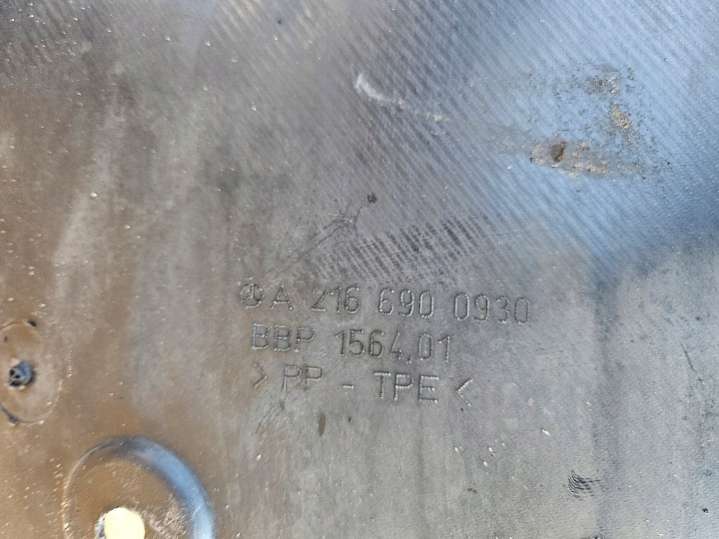 A 216 690 0930
BBP 1564.01
> PP - TPE <